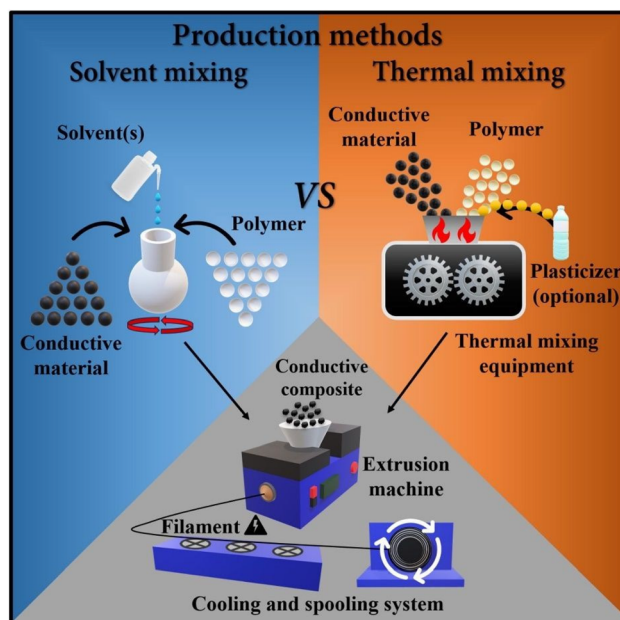 Production methods
Solvent mixing
Thermal mixing
Solvent(s)
Polymer
Conductive
material
VS
Conductive
material
Polymer
Plasticizer
(optional)
Thermal mixing
equipment
Conductive
composite
Extrusion
machine
Filament
Cooling and spooling system